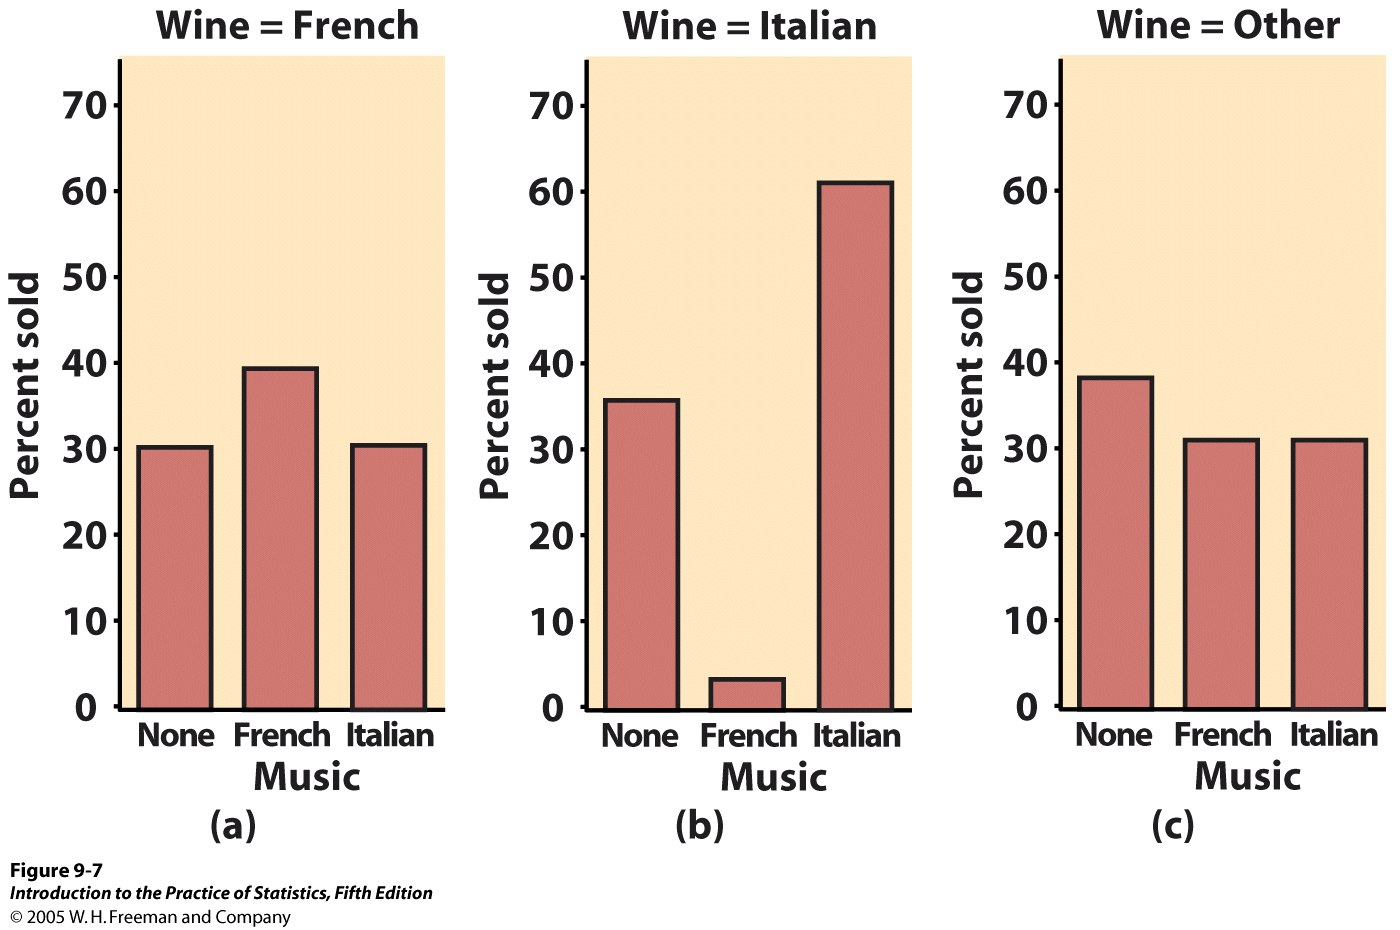 Wine = French
70
60
50
40
30
20
10
0
Percent sold
None French Italian
Music
(a)
Wine = Italian
70
60
50
40
30
20
10
0
Percent sold
None French Italian
Music
(b)
Wine = Other
70
60
50
40
30
20
10
0
Percent sold
None French Italian
Music
(c)
Figure 9-7
Introduction to the Practice of Statistics, Fifth Edition
© 2005 W. H. Freeman and Company